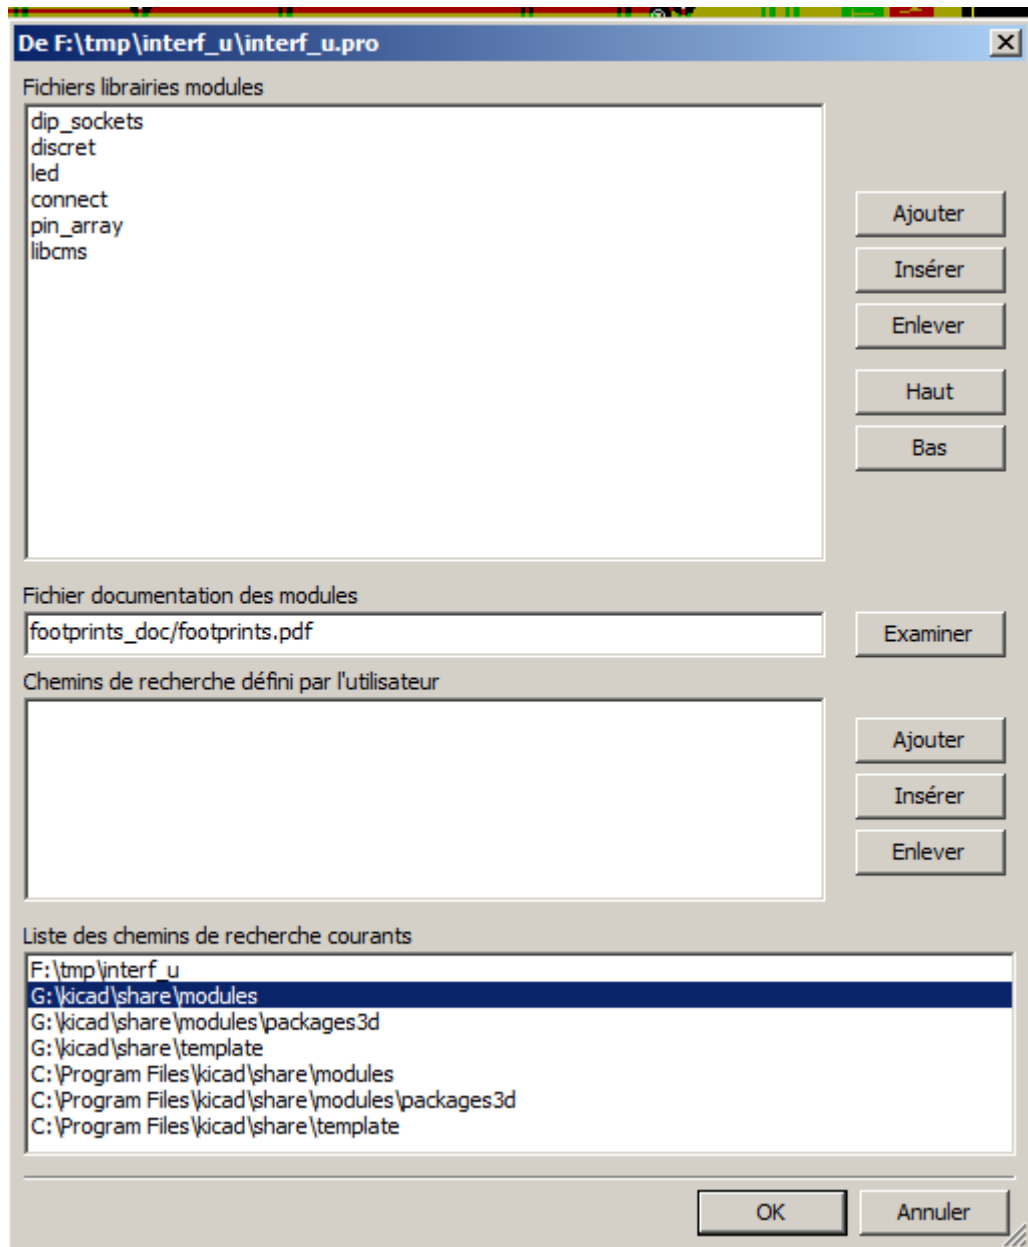 De F:\tmp\interf_u\interf_u.pro
Fichiers librairies modules
dip_sockets
discret
led
connect
pin_array
libcms
Ajouter
Insérer
Enlever
Haut
Bas
Fichier documentation des modules
footprints_doc/footprints.pdf
Examiner
Chemins de recherche défini par l'utilisateur
Ajouter
Insérer
Enlever
Liste des chemins de recherche courants
F:\tmp\interf_u
G:\kicad\share\modules
G:\kicad\share\modules\packages3d
G:\kicad\share\template
C:\Program Files\kicad\share\modules
C:\Program Files\kicad\share\modules\packages3d
C:\Program Files\kicad\share\template
OK
Annuler